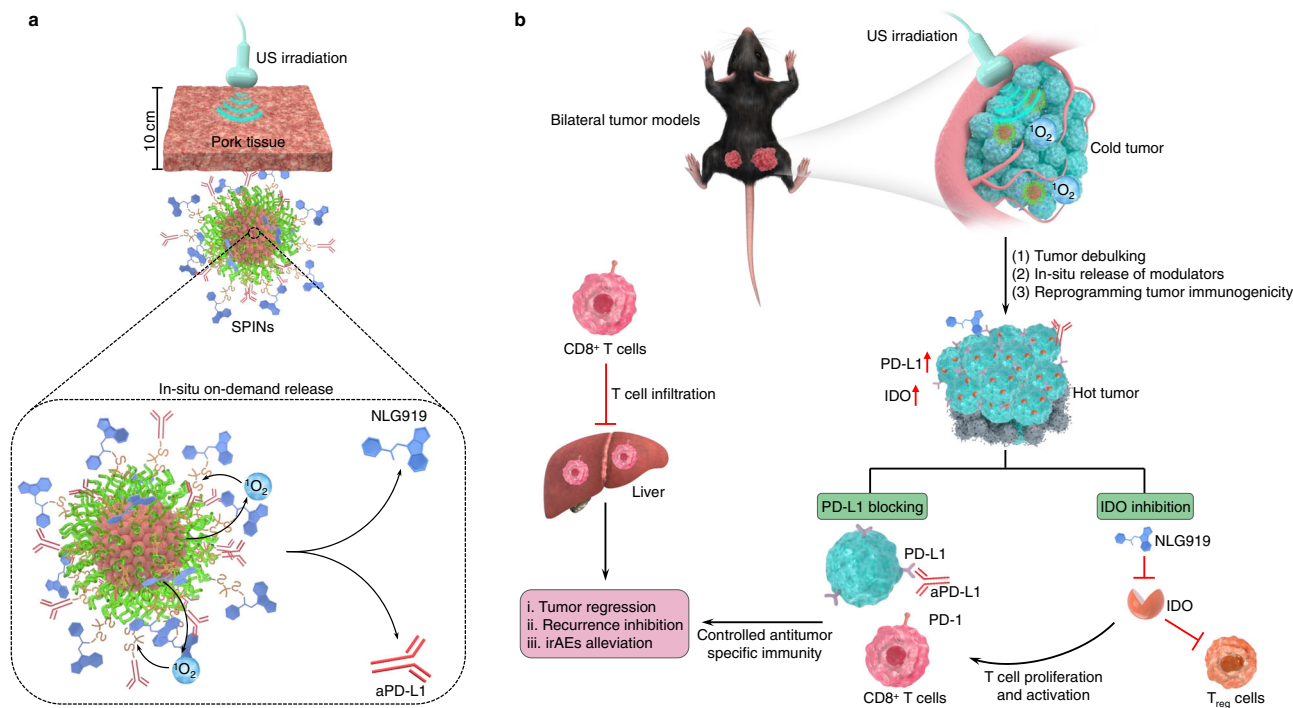 a
US irradiation
10 cm
Pork tissue
SPINs
In-situ on-demand release
NLG919
S
S
S
S
¹O₂
¹O₂
aPD-L1
b
US irradiation
Bilateral tumor models
¹O₂
Cold tumor
¹O₂
(1) Tumor debulking
(2) In-situ release of modulators
(3) Reprogramming tumor immunogenicity
CD8⁺ T cells
T cell infiltration
Liver
PD-L1
IDO
Hot tumor
PD-L1 blocking
IDO inhibition
PD-L1
aPD-L1
NLG919
IDO
i. Tumor regression
ii. Recurrence inhibition
iii. irAEs alleviation
Controlled antitumor
specific immunity
PD-1
CD8⁺ T cells
T cell proliferation
and activation
T_reg cells